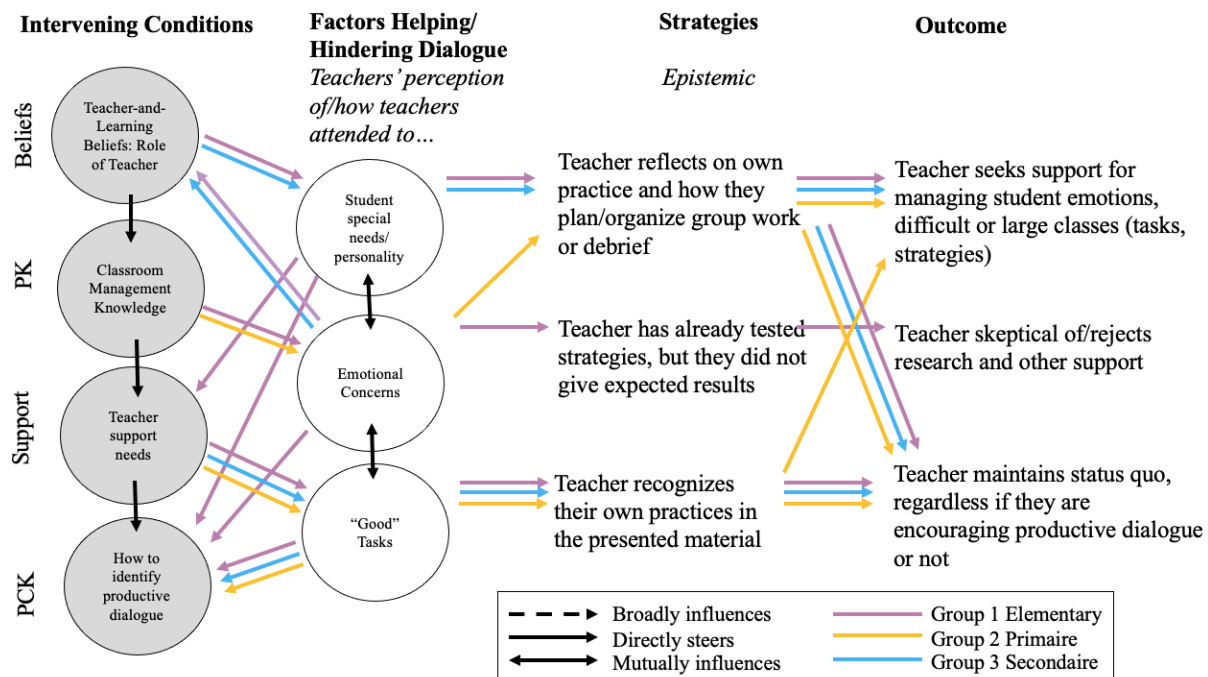 Intervening Conditions
Factors Helping/
Hindering Dialogue
Teachers' perception
of/how teachers
attended to…
Strategies
Epistemic
Outcome
Beliefs
Teacher-and-
Learning
Beliefs: Role
of Teacher
PK
Classroom
Management
Knowledge
Support
Teacher
support
needs
PCK
How to
identify
productive
dialogue
Student
special
needs/
personality
Emotional
Concerns
“Good”
Tasks
Teacher reflects on own
practice and how they
plan/organize group work
or debrief
Teacher has already tested
strategies, but they did not
give expected results
Teacher recognizes
their own practices in
the presented material
Teacher seeks support for
managing student emotions,
difficult or large classes (tasks,
strategies)
Teacher skeptical of/rejects
research and other support
Teacher maintains status quo,
regardless if they are
encouraging productive dialogue
or not
Broadly influences
Directly steers
Mutually influences
Group 1 Elementary
Group 2 Primaire
Group 3 Secondaire